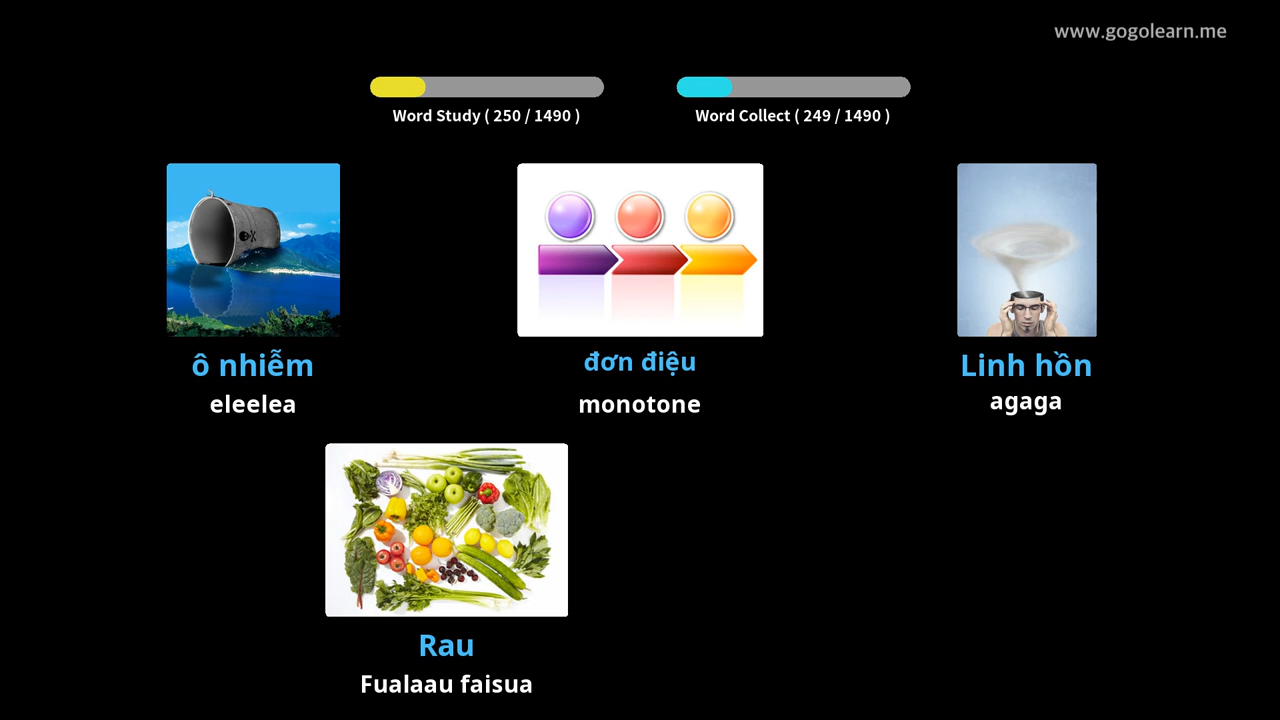 www.gogolearn.me
Word Study ( 250 / 1490 )
Word Collect ( 249 / 1490 )
ô nhiễm
eleelea
đơn điệu
monotone
Linh hồn
agaga
Rau
Fualaau faisua